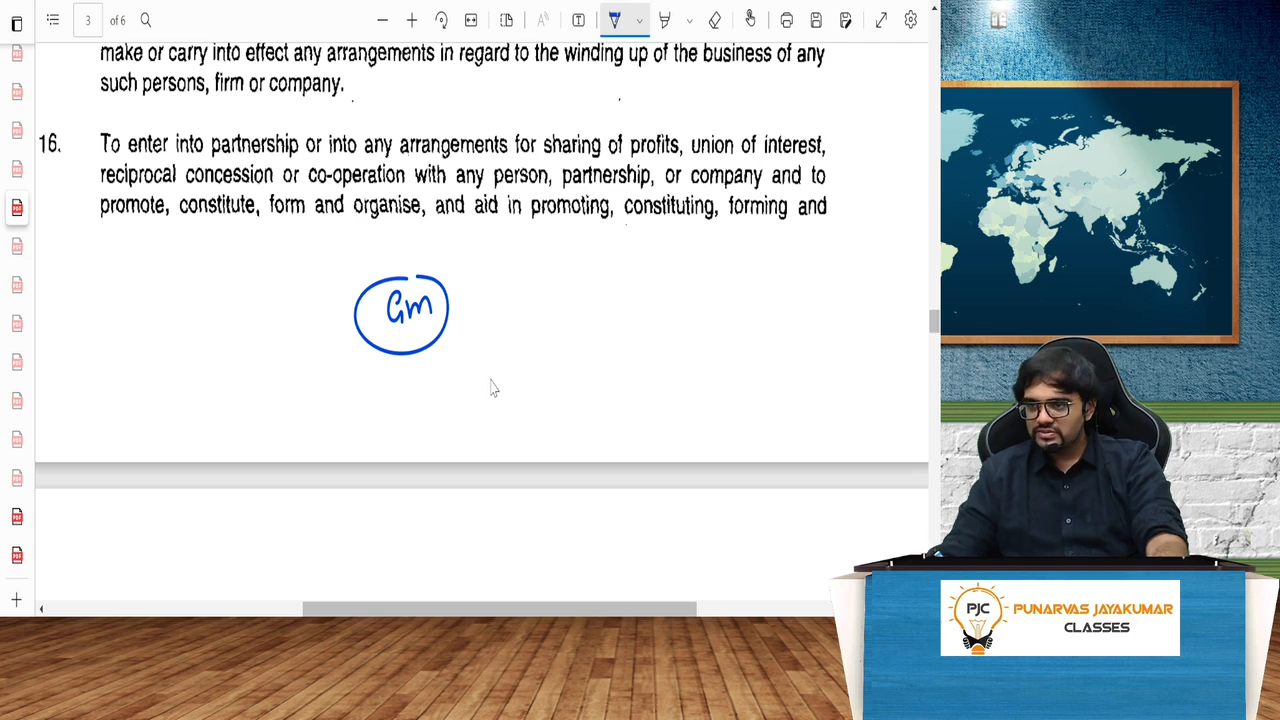 3 of 6
make or carry into effect any arrangements in regard to the winding up of the business of any
such persons, firm or company.
16. To enter into partnership or into any arrangements for sharing of profits, union of interest,
reciprocal concession or co-operation with any person, partnership, or company and to
promote, constitute, form and organise, and aid in promoting, constituting, forming and
Gm
PJC
PUNARVAS JAYAKUMAR
CLASSES